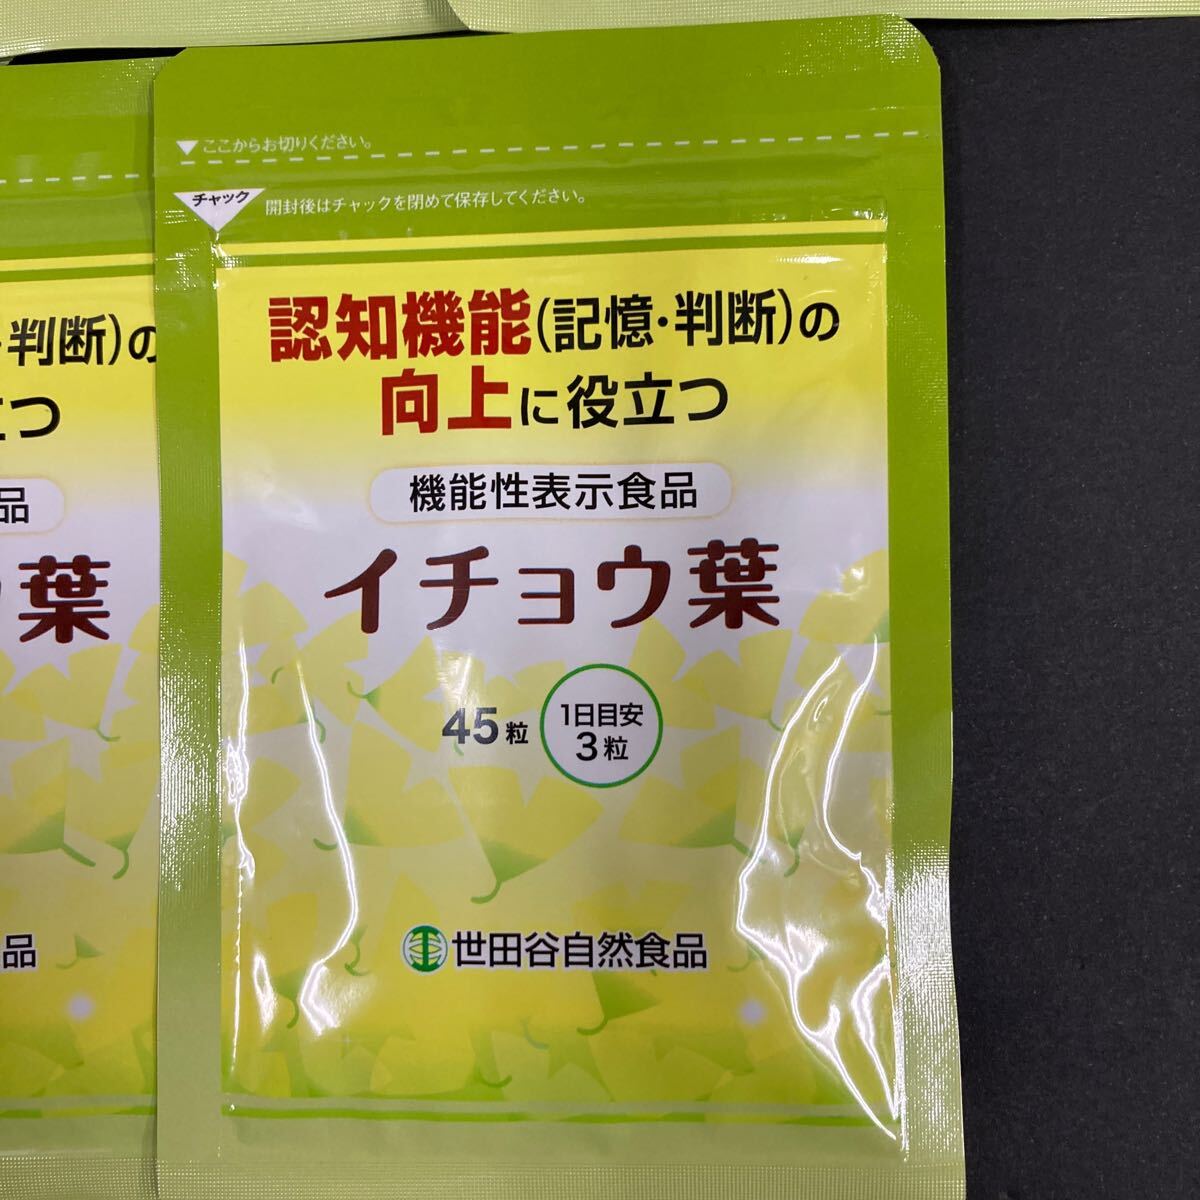 ここからお切りください。
チャック
開封後はチャックを閉めて保存してください。
認知機能(記憶・判断)の
向上に役立つ
機能性表示食品
イチョウ葉
45粒
1日目安
3粒
世田谷自然食品
・判断)の
つ
品
葉
品